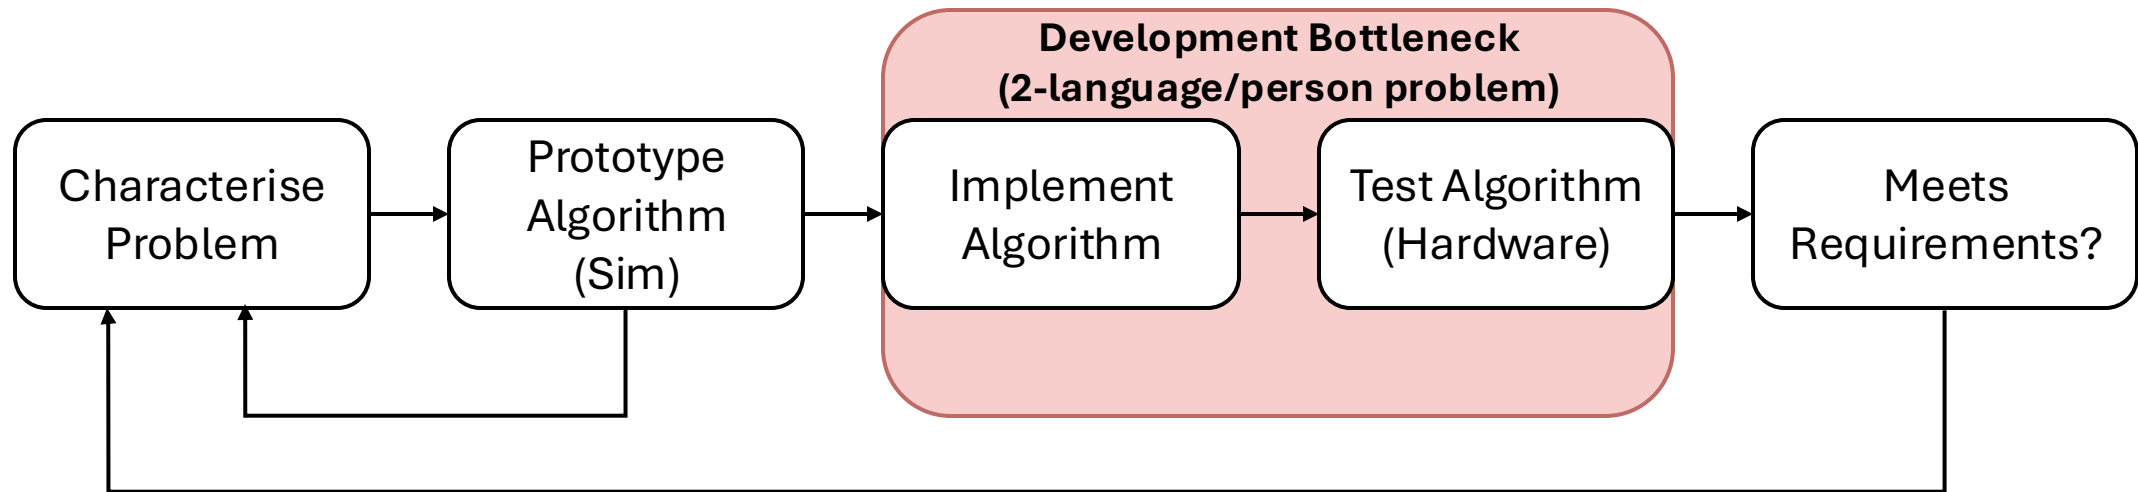 Development Bottleneck
(2-language/person problem)
Characterise
Problem
Prototype
Algorithm
(Sim)
Implement
Algorithm
Test Algorithm
(Hardware)
Meets
Requirements?